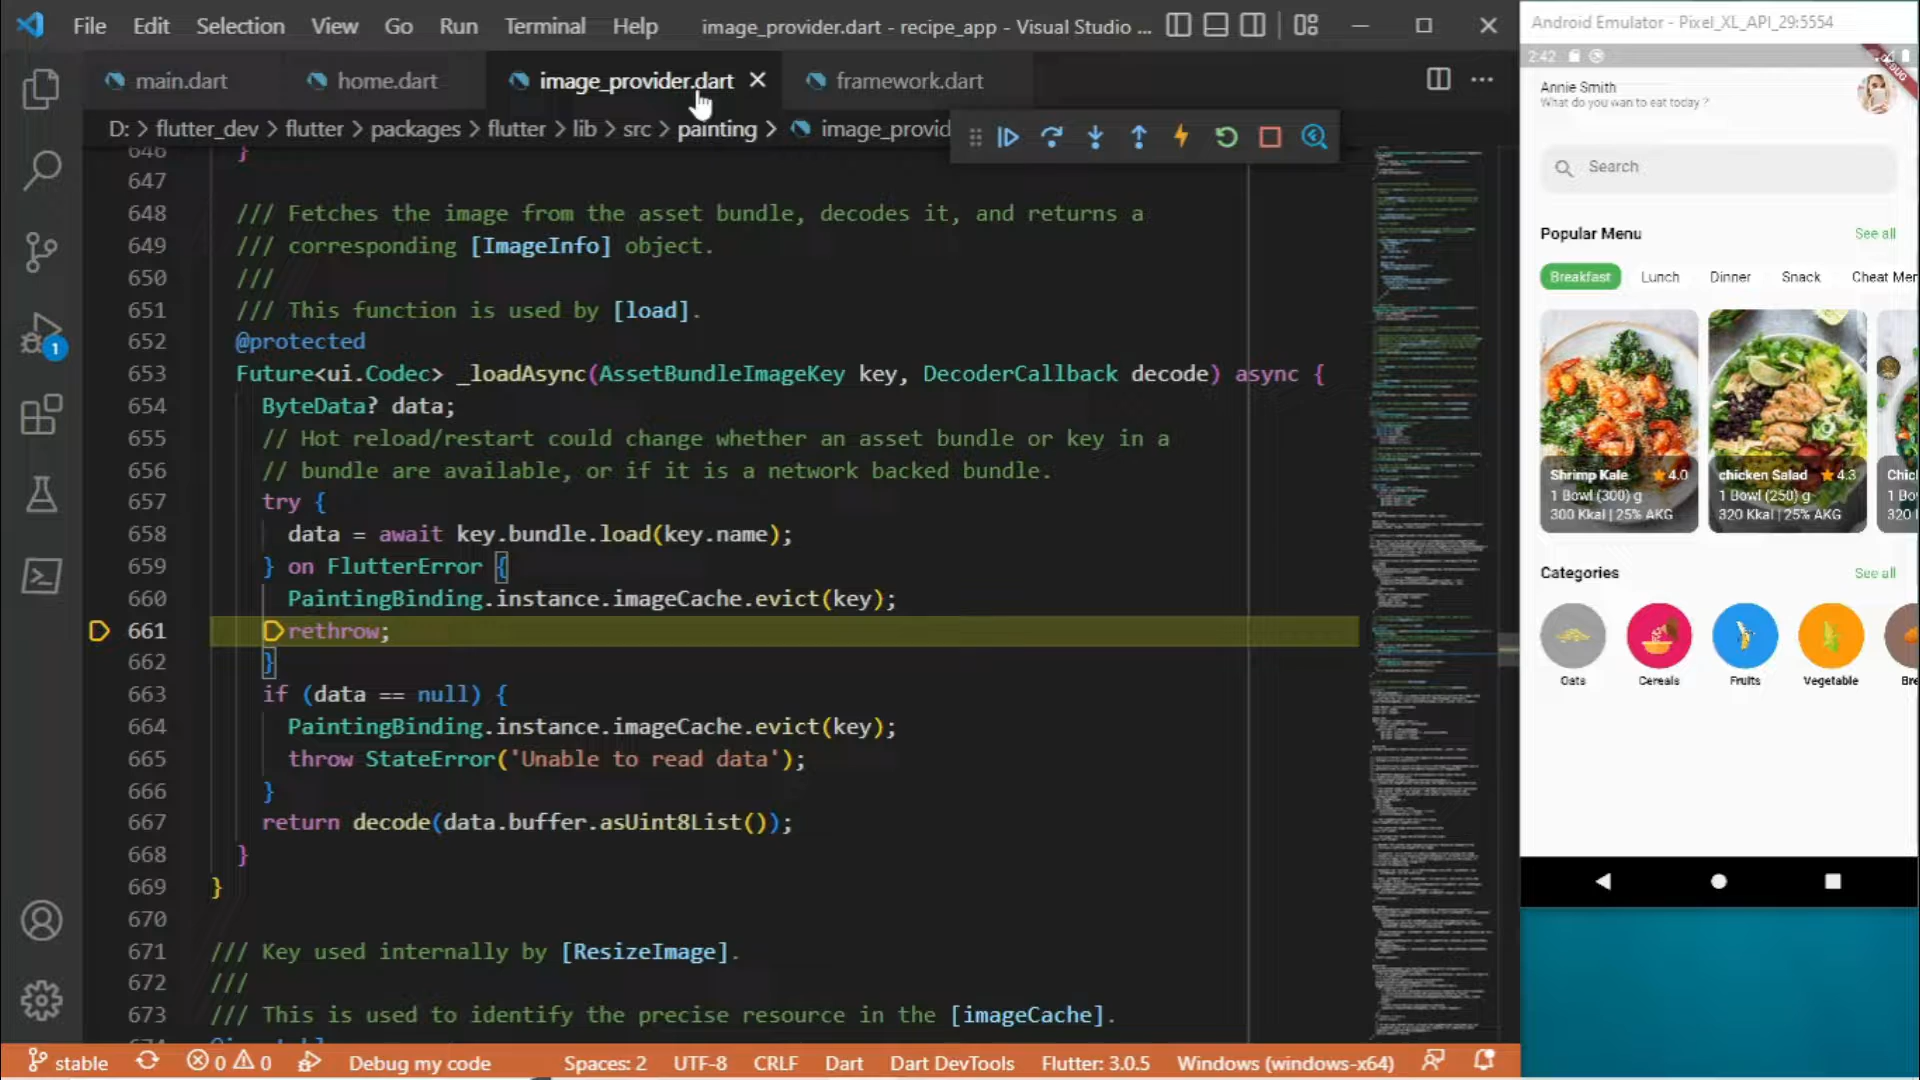 File Edit Selection View Go Run Terminal Help
image_provider.dart - recipe_app - Visual Studio ...
main.dart home.dart image_provider.dart framework.dart
D: > flutter_dev > flutter > packages > flutter > lib > src > painting > image_provid
646 }
647
648 /// Fetches the image from the asset bundle, decodes it, and returns a
649 /// corresponding [ImageInfo] object.
650 ///
651 /// This function is used by [load].
652 @protected
653 Future<ui.Codec> _loadAsync(AssetBundleImageKey key, DecoderCallback decode) async {
654 ByteData? data;
655 // Hot reload/restart could change whether an asset bundle or key in a
656 // bundle are available, or if it is a network backed bundle.
657 try {
658 data = await key.bundle.load(key.name);
659 } on FlutterError {
660 PaintingBinding.instance.imageCache.evict(key);
661 rethrow;
662 }
663 if (data == null) {
664 PaintingBinding.instance.imageCache.evict(key);
665 throw StateError('Unable to read data');
666 }
667 return decode(data.buffer.asUint8List());
668 }
669 }
670
671 /// Key used internally by [ResizeImage].
672 ///
673 /// This is used to identify the precise resource in the [imageCache].
1
stable 0 0 Debug my code Spaces: 2 UTF-8 CRLF Dart Dart DevTools Flutter: 3.0.5 Windows (windows-x64)
Android Emulator - Pixel_XL_API_29:5554
2:42
DEBUG
Annie Smith
What do you wan to eat today ?
Search
Popular Menu See all
Breakfast Lunch Dinner Snack Cheat Mer
Shrimp Kale 4.0
1 Bowl (300) g
300 Kkal | 25% AKG
chicken Salad 4.3
1 Bowl (250) g
320 Kkal | 25% AKG
Chic
1 Bo
320
Categories See all
Oats Cereals Fruits Vegetable Bre